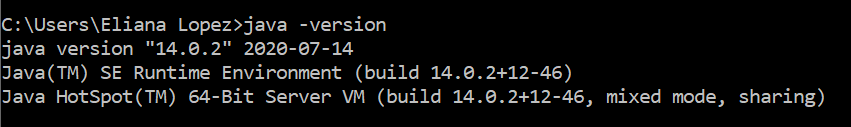 C:\Users\Eliana Lopez>java -version
java version "14.0.2" 2020-07-14
Java(TM) SE Runtime Environment (build 14.0.2+12-46)
Java HotSpot(TM) 64-Bit Server VM (build 14.0.2+12-46, mixed mode, sharing)